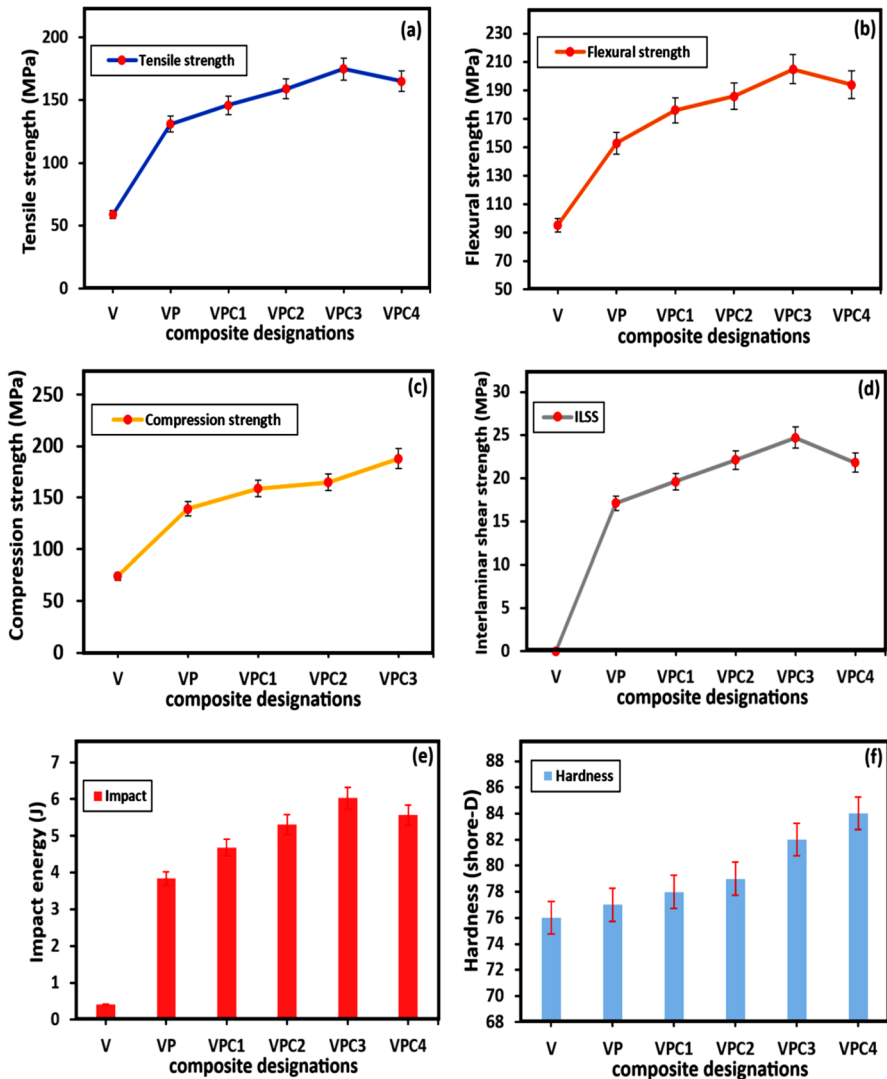 (a)
Tensile strength
Tensile strength (MPa)
200
150
100
50
0
V VP VPC1 VPC2 VPC3 VPC4
composite designations
(b)
Flexural strength
Flexural strength (MPa)
230
210
190
170
150
130
110
90
70
50
V VP VPC1 VPC2 VPC3 VPC4
composite designations
(c)
Compression strength
Compression strength (MPa)
250
200
150
100
50
0
V VP VPC1 VPC2 VPC3
composite designations
(d)
ILSS
Interlaminar shear strength (MPa)
30
25
20
15
10
5
0
V VP VPC1 VPC2 VPC3 VPC4
composite designations
(e)
Impact
Impact energy (J)
7
6
5
4
3
2
1
0
V VP VPC1 VPC2 VPC3 VPC4
composite designations
(f)
Hardness
Hardness (shore-D)
88
86
84
82
80
78
76
74
72
70
68
V VP VPC1 VPC2 VPC3 VPC4
composite designations